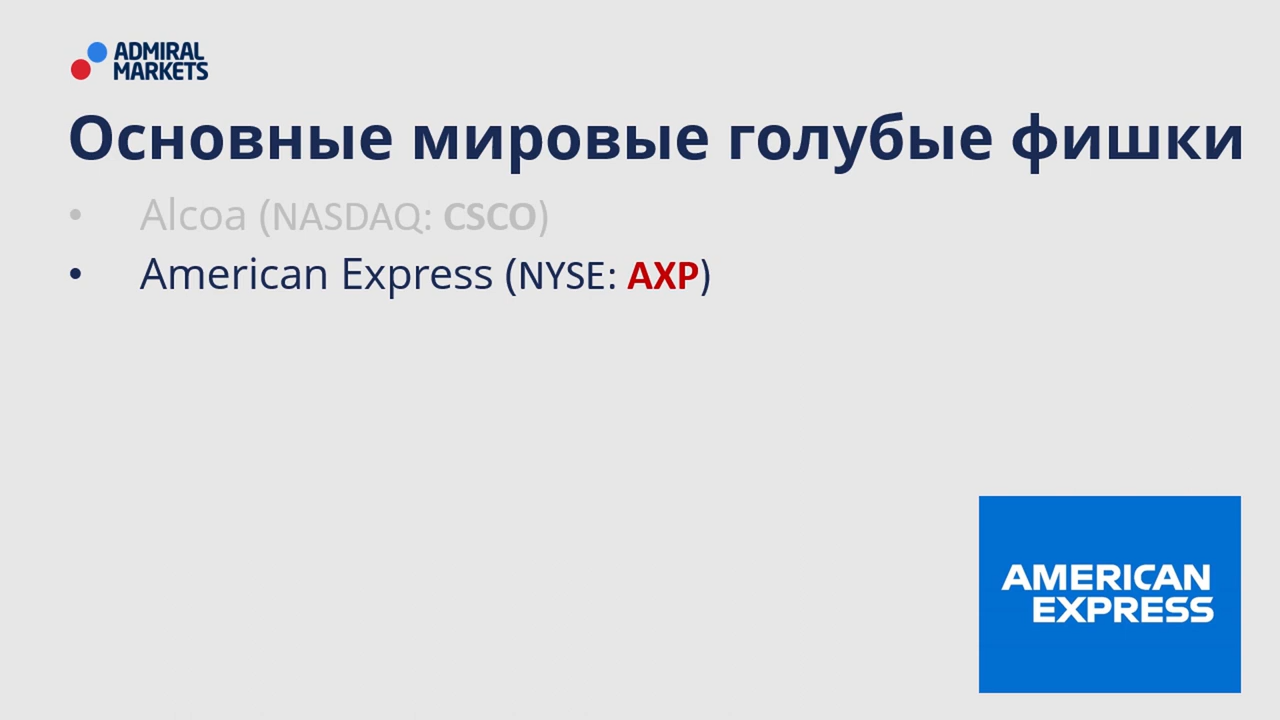 ADMIRAL
MARKETS
Основные мировые голубые фишки
• Alcoa (NASDAQ: CSCO)
• American Express (NYSE: AXP)
AMERICAN
EXPRESS